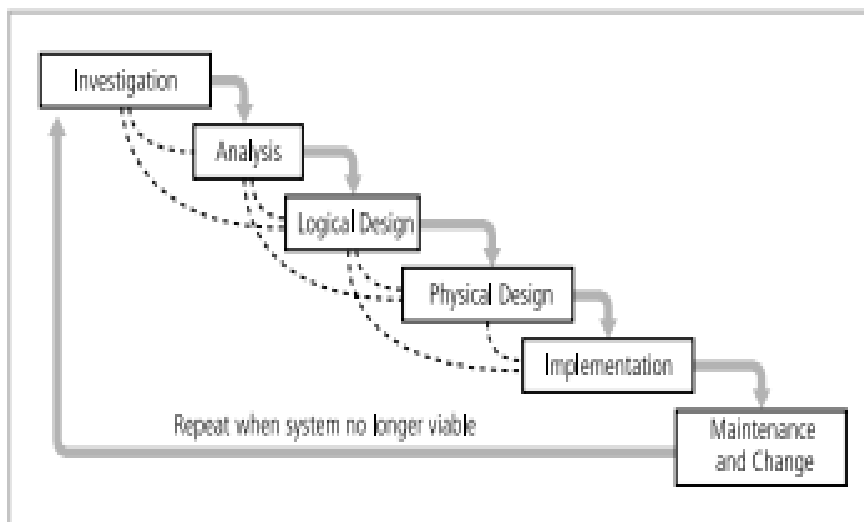 Investigation
Analysis
Logical Design
Physical Design
Implementation
Repeat when system no longer viable
Maintenance
and Change